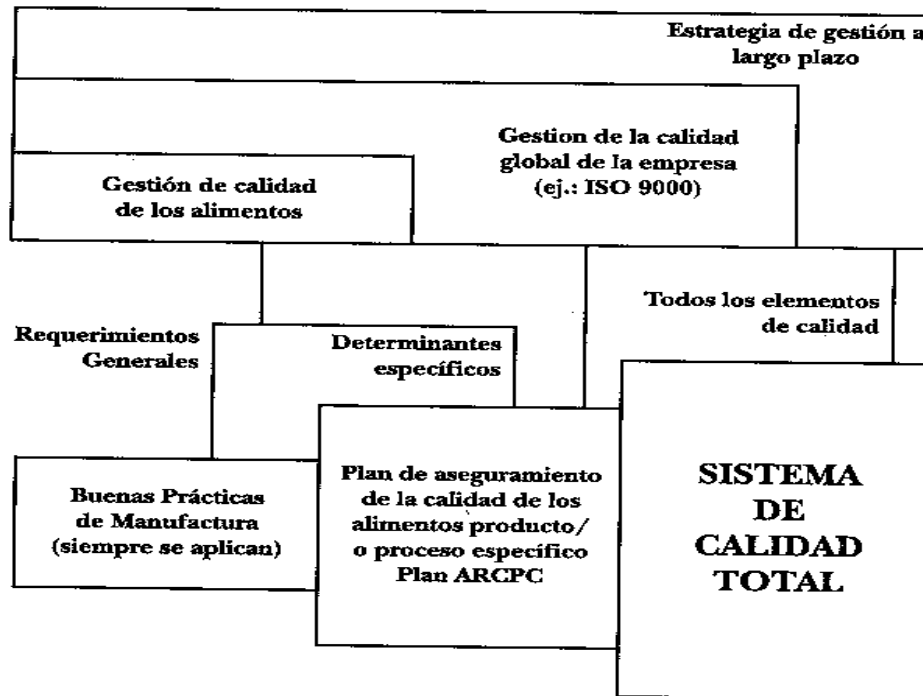 Estrategia de gestión a
largo plazo
Gestion de la calidad
global de la empresa
(ej.: ISO 9000)
Gestión de calidad
de los alimentos
Todos los elementos
de calidad
Requerimientos
Generales
Determinantes
específicos
Buenas Prácticas
de Manufactura
(siempre se aplican)
Plan de aseguramiento
de la calidad de los
alimentos producto/
o proceso específico
Plan ARCPC
SISTEMA
DE
CALIDAD
TOTAL